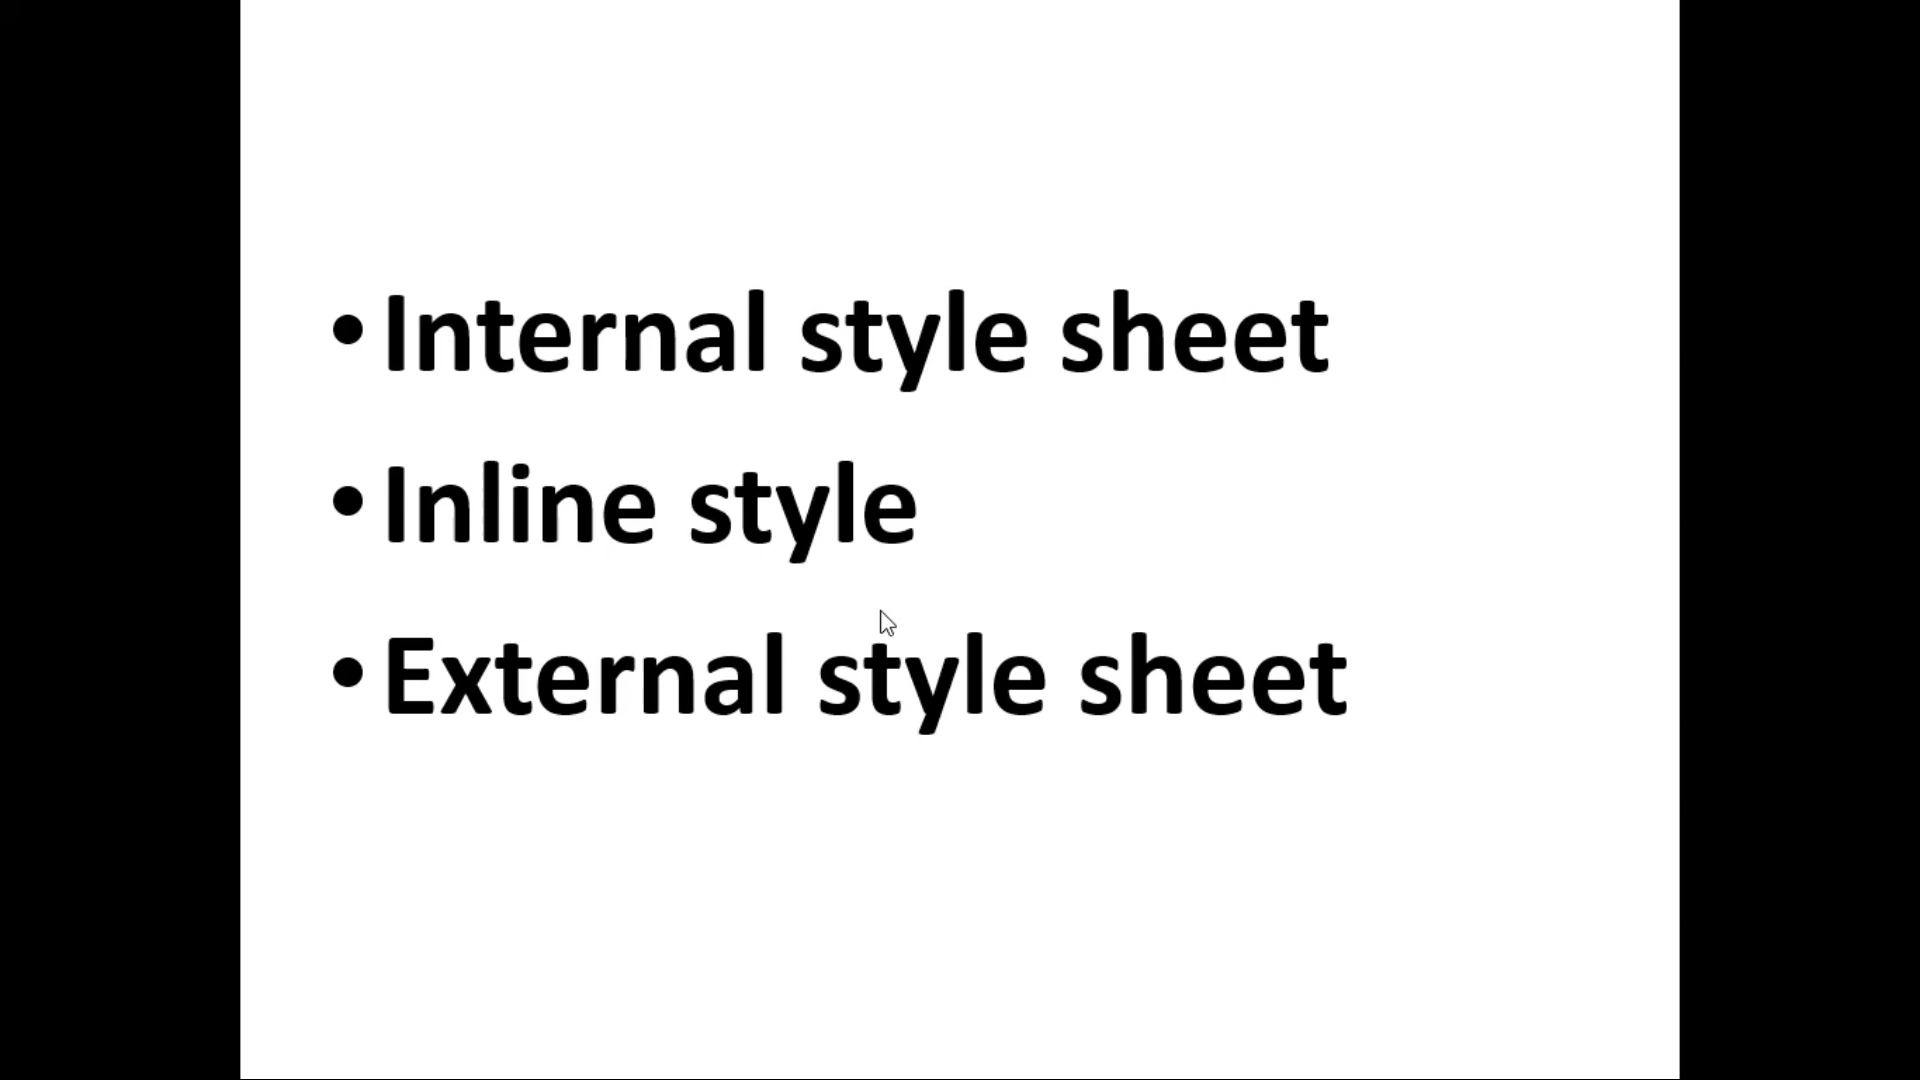 • Internal style sheet
• Inline style
• External style sheet